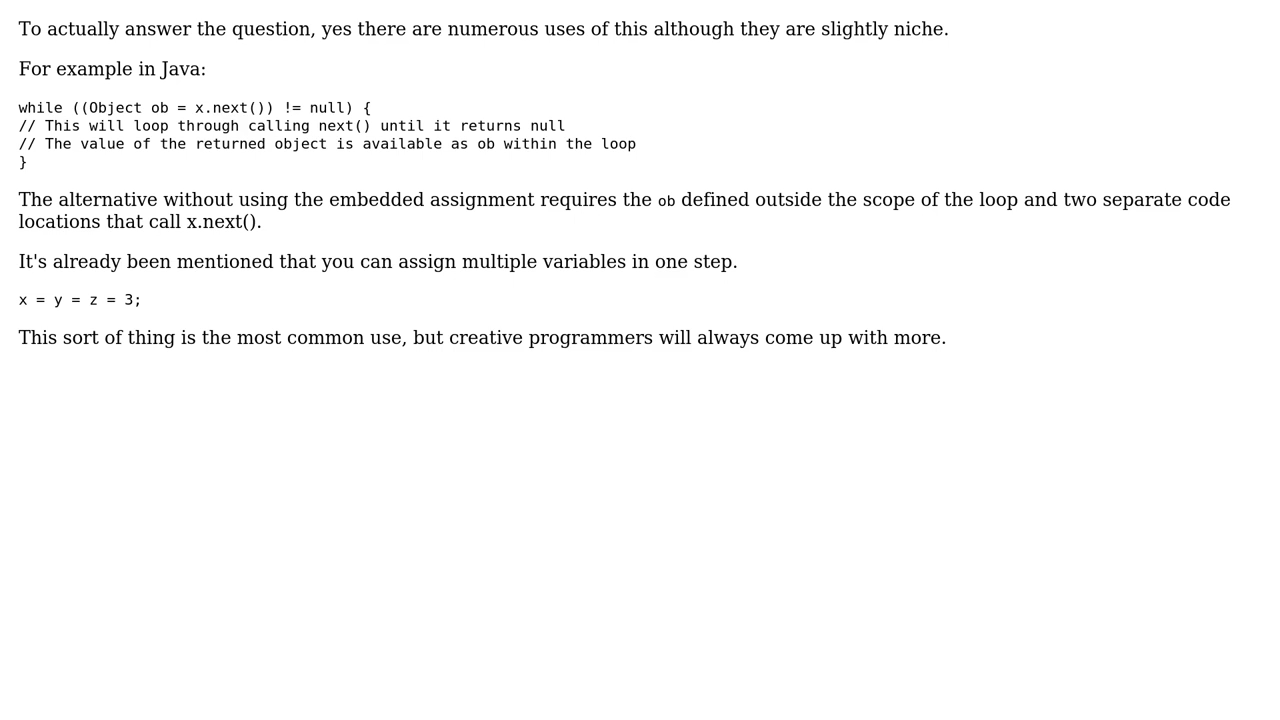 To actually answer the question, yes there are numerous uses of this although they are slightly niche.
For example in Java:
while ((Object ob = x.next()) != null) {
// This will loop through calling next() until it returns null
// The value of the returned object is available as ob within the loop
}
The alternative without using the embedded assignment requires the ob defined outside the scope of the loop and two separate code
locations that call x.next().
It's already been mentioned that you can assign multiple variables in one step.
x = y = z = 3;
This sort of thing is the most common use, but creative programmers will always come up with more.